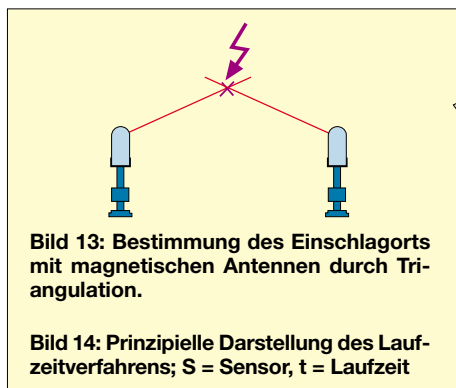 Bild 13: Bestimmung des Einschlagorts
mit magnetischen Antennen durch Tri-
angulation.
Bild 14: Prinzipielle Darstellung des Lauf-
zeitverfahrens; S = Sensor, t = Laufzeit